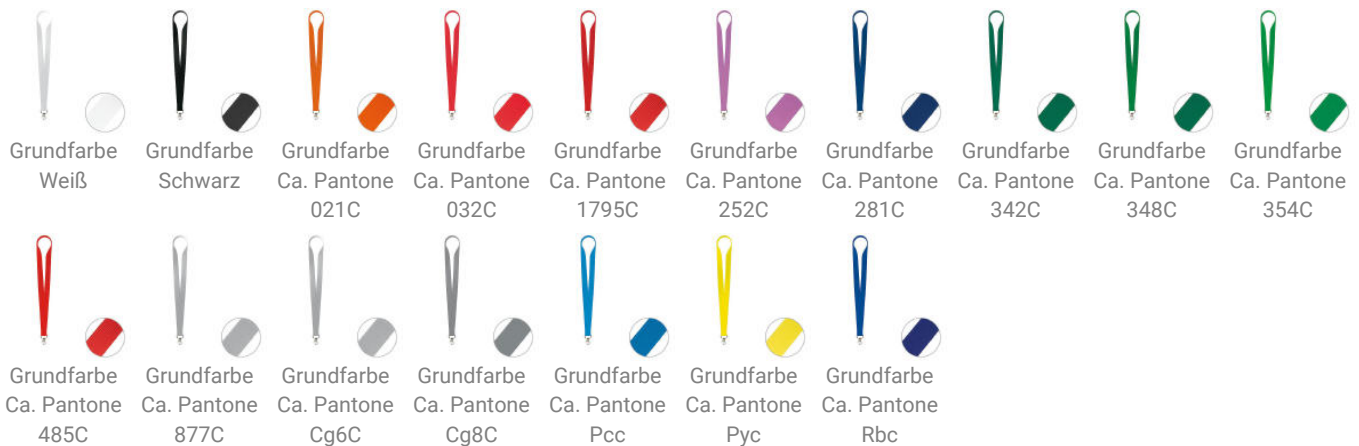 Grundfarbe Grundfarbe Grundfarbe Grundfarbe Grundfarbe Grundfarbe Grundfarbe Grundfarbe Grundfarbe Grundfarbe
Weiß Schwarz Ca. Pantone Ca. Pantone Ca. Pantone Ca. Pantone Ca. Pantone Ca. Pantone Ca. Pantone Ca. Pantone
021C 032C 1795C 252C 281C 342C 348C 354C
Grundfarbe Grundfarbe Grundfarbe Grundfarbe Grundfarbe Grundfarbe Grundfarbe
Ca. Pantone Ca. Pantone Ca. Pantone Ca. Pantone Ca. Pantone Ca. Pantone Ca. Pantone
485C 877C Cg6C Cg8C Pcc Pyc Rbc